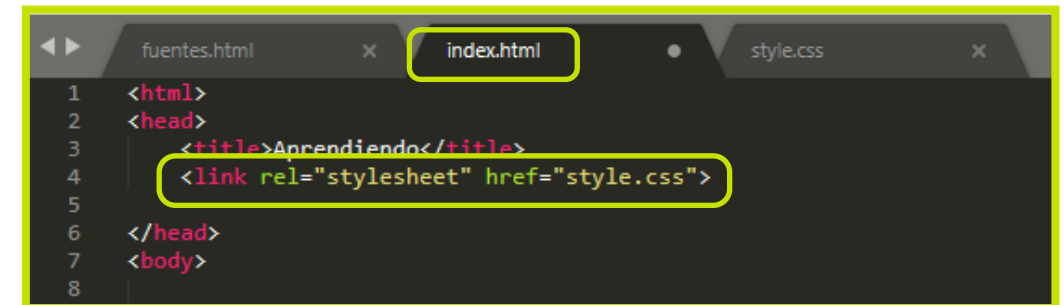 fuentes.html × index.html ● style.css ×
1 <html>
2 <head>
3 <title>Aprendiendo</title>
4 <link rel="stylesheet" href="style.css">
5
6 </head>
7 <body>
8